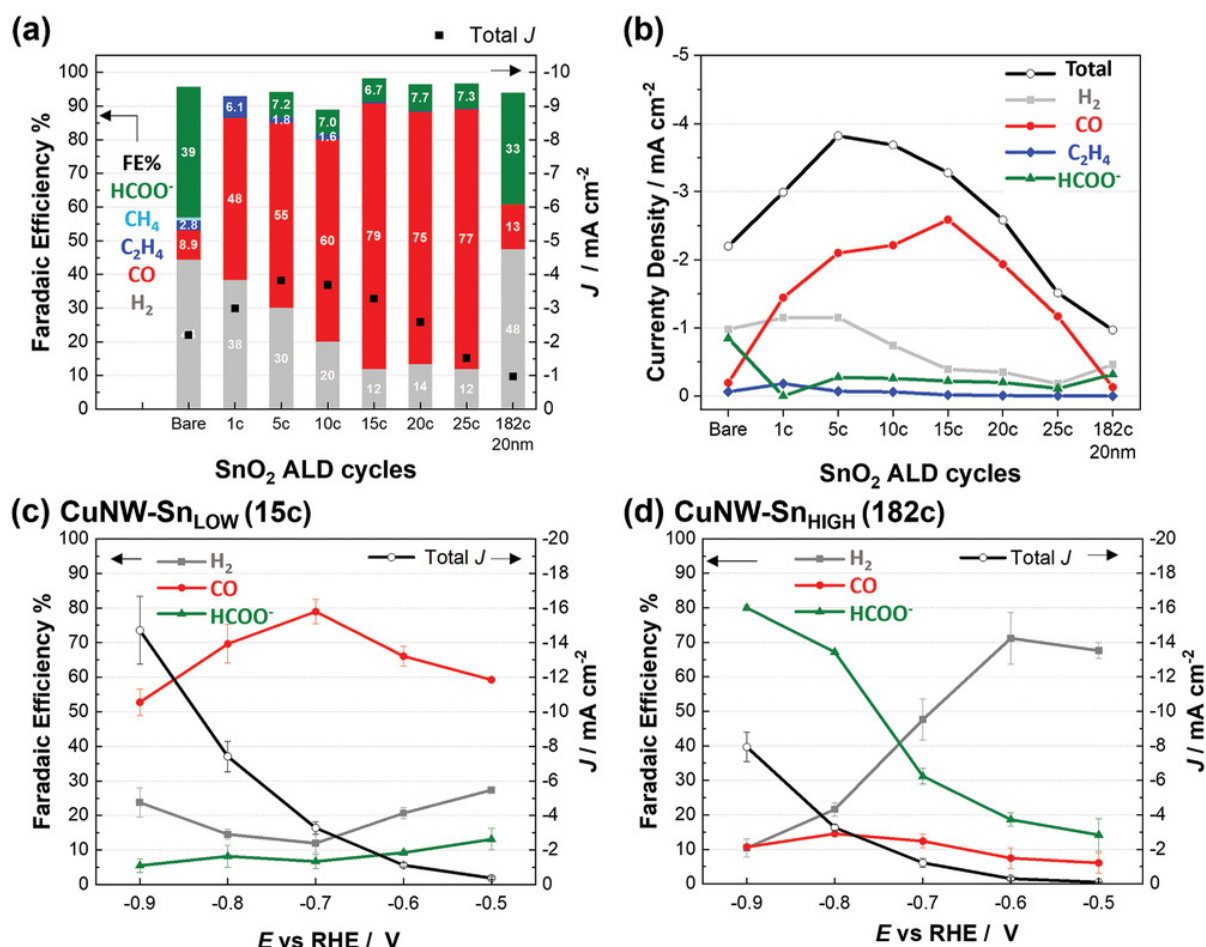 (a)
■ Total J
Faradaic Efficiency %
100
90
80
70
60
50
40
30
20
10
0
FE%
HCOO⁻
CH₄
C₂H₄
CO
H₂
39
2.8
8.9
6.1
48
38
7.2
1.8
55
30
7.0
1.6
60
20
6.7
79
12
7.7
75
14
7.3
77
12
33
13
48
-10
-9
-8
-7
-6
-5
-4
-3
-2
-1
0
J / mA cm⁻²
Bare 1c 5c 10c 15c 20c 25c 182c
20nm
SnO₂ ALD cycles
(b)
Currenty Density / mA cm⁻²
-5
-4
-3
-2
-1
0
Total
H₂
CO
C₂H₄
HCOO⁻
Bare 1c 5c 10c 15c 20c 25c 182c
20nm
SnO₂ ALD cycles
(c) CuNW-Sn_LOW (15c)
Faradaic Efficiency %
100
90
80
70
60
50
40
30
20
10
0
H₂
CO
HCOO⁻
Total J
-20
-18
-16
-14
-12
-10
-8
-6
-4
-2
0
J / mA cm⁻²
-0.9 -0.8 -0.7 -0.6 -0.5
E vs RHE / V
(d) CuNW-Sn_HIGH (182c)
Faradaic Efficiency %
100
90
80
70
60
50
40
30
20
10
0
H₂
CO
HCOO⁻
Total J
-20
-18
-16
-14
-12
-10
-8
-6
-4
-2
0
J / mA cm⁻²
-0.9 -0.8 -0.7 -0.6 -0.5
E vs RHE / V